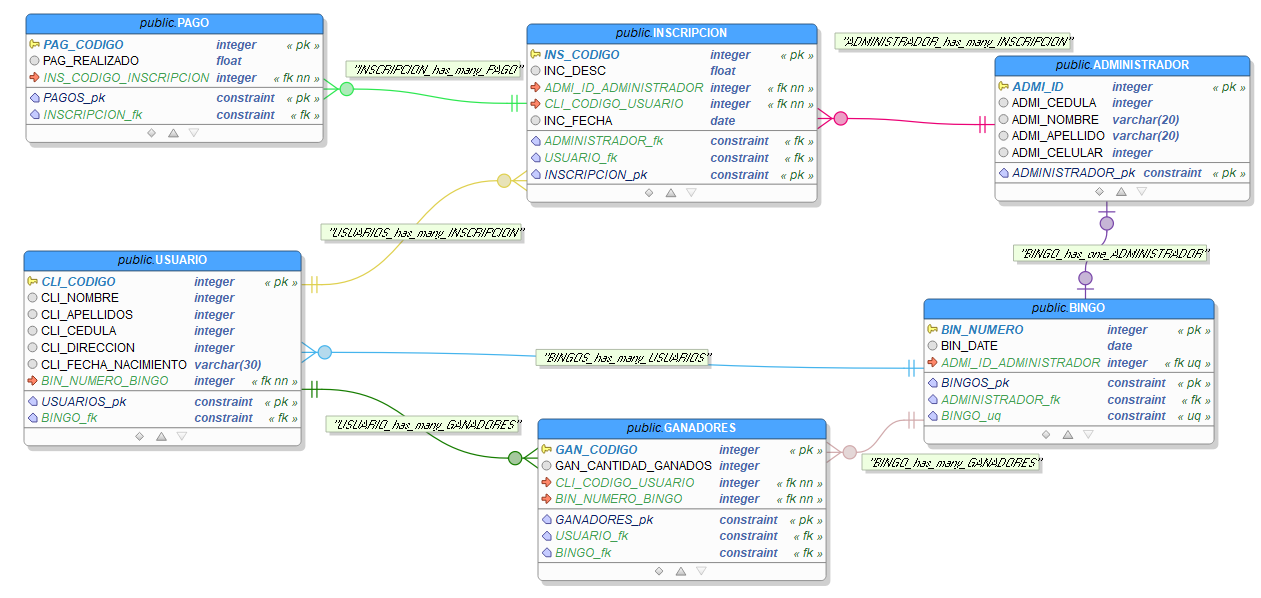 public.PAGO
PAG_CODIGO integer « pk »
PAG_REALIZADO float
INS_CODIGO_INSCRIPCION integer « fk nn »
PAGOS_pk constraint « pk »
INSCRIPCION_fk constraint « fk »
"INSCRIPCION_has_many_PAGO"
public.INSCRIPCION
INS_CODIGO integer « pk »
INC_DESC float
ADMI_ID_ADMINISTRADOR integer « fk nn »
CLI_CODIGO_USUARIO integer « fk nn »
INC_FECHA date
ADMINISTRADOR_fk constraint « fk »
USUARIO_fk constraint « fk »
INSCRIPCION_pk constraint « pk »
"ADMINISTRADOR_has_many_INSCRIPCION"
public.ADMINISTRADOR
ADMI_ID integer « pk »
ADMI_CEDULA integer
ADMI_NOMBRE varchar(20)
ADMI_APELLIDO varchar(20)
ADMI_CELULAR integer
ADMINISTRADOR_pk constraint « pk »
"USUARIOS_has_many_INSCRIPCION"
"BINGO_has_one_ADMINISTRADOR"
public.USUARIO
CLI_CODIGO integer « pk »
CLI_NOMBRE integer
CLI_APELLIDOS integer
CLI_CEDULA integer
CLI_DIRECCION integer
CLI_FECHA_NACIMIENTO varchar(30)
BIN_NUMERO_BINGO integer « fk nn »
USUARIOS_pk constraint « pk »
BINGO_fk constraint « fk »
"BINGOS_has_many_USUARIOS"
public.BINGO
BIN_NUMERO integer « pk »
BIN_DATE date
ADMI_ID_ADMINISTRADOR integer « fk uq »
BINGOS_pk constraint « pk »
ADMINISTRADOR_fk constraint « fk »
BINGO_uq constraint « uq »
"USUARIO_has_many_GANADORES"
public.GANADORES
GAN_CODIGO integer « pk »
GAN_CANTIDAD_GANADOS integer
CLI_CODIGO_USUARIO integer « fk nn »
BIN_NUMERO_BINGO integer « fk nn »
GANADORES_pk constraint « pk »
USUARIO_fk constraint « fk »
BINGO_fk constraint « fk »
"BINGO_has_many_GANADORES"